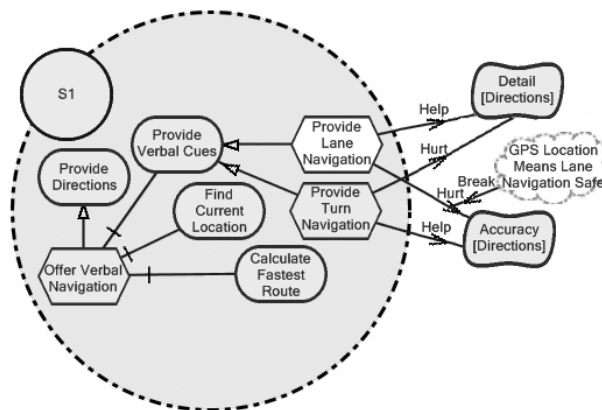 S1
Provide
Verbal Cues
Provide
Directions
Find
Current
Location
Offer Verbal
Navigation
Calculate
Fastest
Route
Provide
Lane
Navigation
Provide
Turn
Navigation
Help
Hurt
Hurt
Break
Help
Detail
[Directions]
GPS Location
Means Lane
Navigation Safe
Accuracy
[Directions]